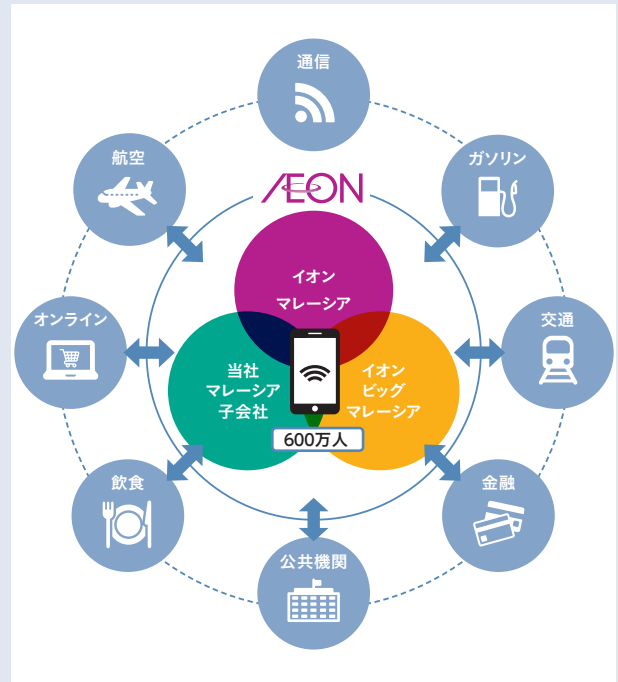 通信
航空
ガソリン
ÆON
イオン
マレーシア
オンライン
交通
当社
マレーシア
子会社
イオン
ビッグ
マレーシア
600万人
飲食
金融
公共機関